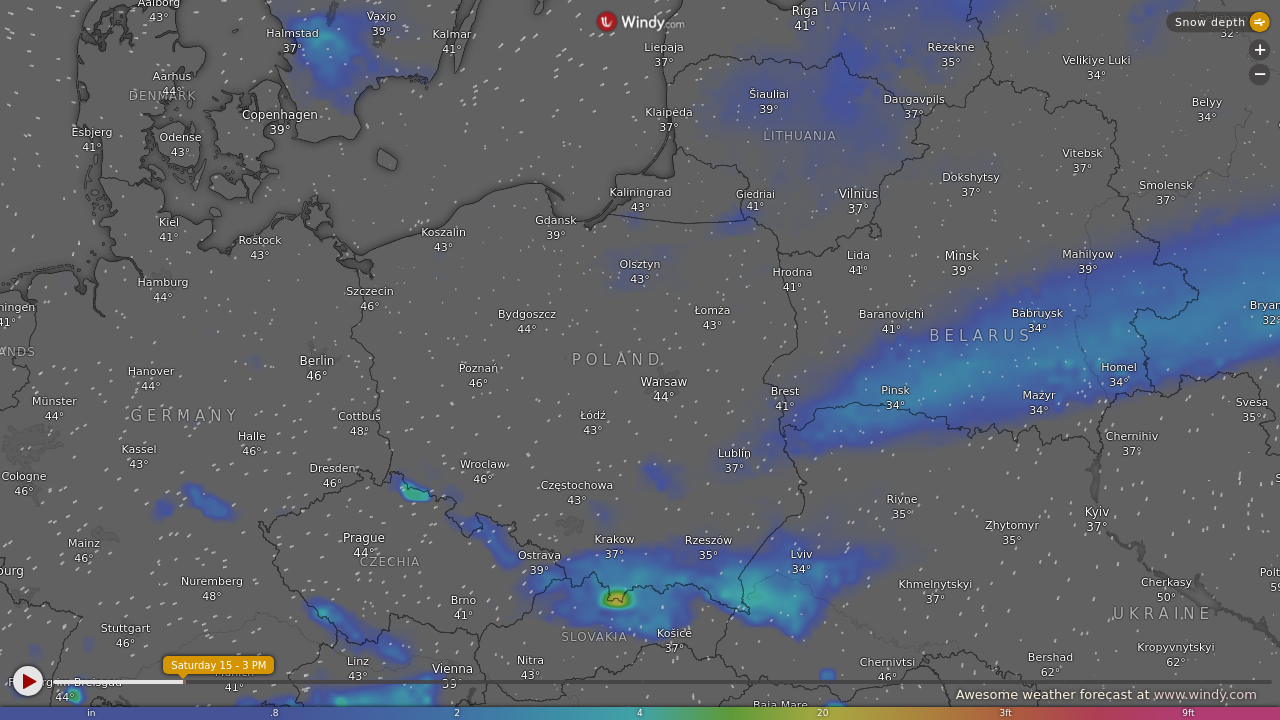 Aalborg
43°
Vaxjo
39°
Halmstad
37°
Kalmar
41°
Windy.com
Riga
41°
LATVIA
Snow depth
32°
Liepaja
37°
Rēzekne
35°
Velikiye Luki
34°
+
−
Aarhus
44°
DENMARK
Šiauliai
39°
Daugavpils
37°
Belyy
34°
Copenhagen
39°
Klaipėda
37°
Esbjerg
41°
Odense
43°
LITHUANIA
Vitebsk
37°
Dokshytsy
37°
Smolensk
37°
Kaliningrad
43°
Giedriai
41°
Vilnius
37°
Kiel
41°
Rostock
43°
Koszalin
43°
Gdansk
39°
Lida
41°
Minsk
39°
Mahilyow
39°
Olsztyn
43°
Hrodna
41°
Hamburg
44°
Szczecin
46°
ningen
41°
Bydgoszcz
44°
Łomża
43°
Baranovichi
41°
Babruysk
34°
Bryan
32°
BELARUS
ANDS
POLAND
Berlin
46°
Hanover
44°
Poznań
46°
Warsaw
44°
Brest
41°
Pinsk
34°
Homel
34°
Münster
44°
GERMANY
Cottbus
48°
Łódź
43°
Mazyr
34°
Svesa
35°
Halle
46°
Kassel
43°
Chernihiv
37°
Cologne
46°
Dresden
46°
Wroclaw
46°
Lublin
37°
Częstochowa
43°
S
Rivne
35°
Kyiv
37°
Zhytomyr
35°
Mainz
46°
Prague
44°
CZECHIA
Krakow
37°
Rzeszów
35°
Ostrava
39°
Lviv
34°
burg
Nuremberg
48°
Khmelnytskyi
37°
Cherkasy
50°
Polt
55
Brno
41°
UKRAINE
Stuttgart
46°
SLOVAKIA
Košice
37°
Kropyvnytskyi
62°
Saturday 15 - 3 PM
Linz
43°
Vienna
39°
Nitra
43°
Chernivtsi
46°
Bershad
62°
Munich
41°
44°
Awesome weather forecast at www.windy.com
Baia Mare
in .8 2 4 20 3ft 9ft